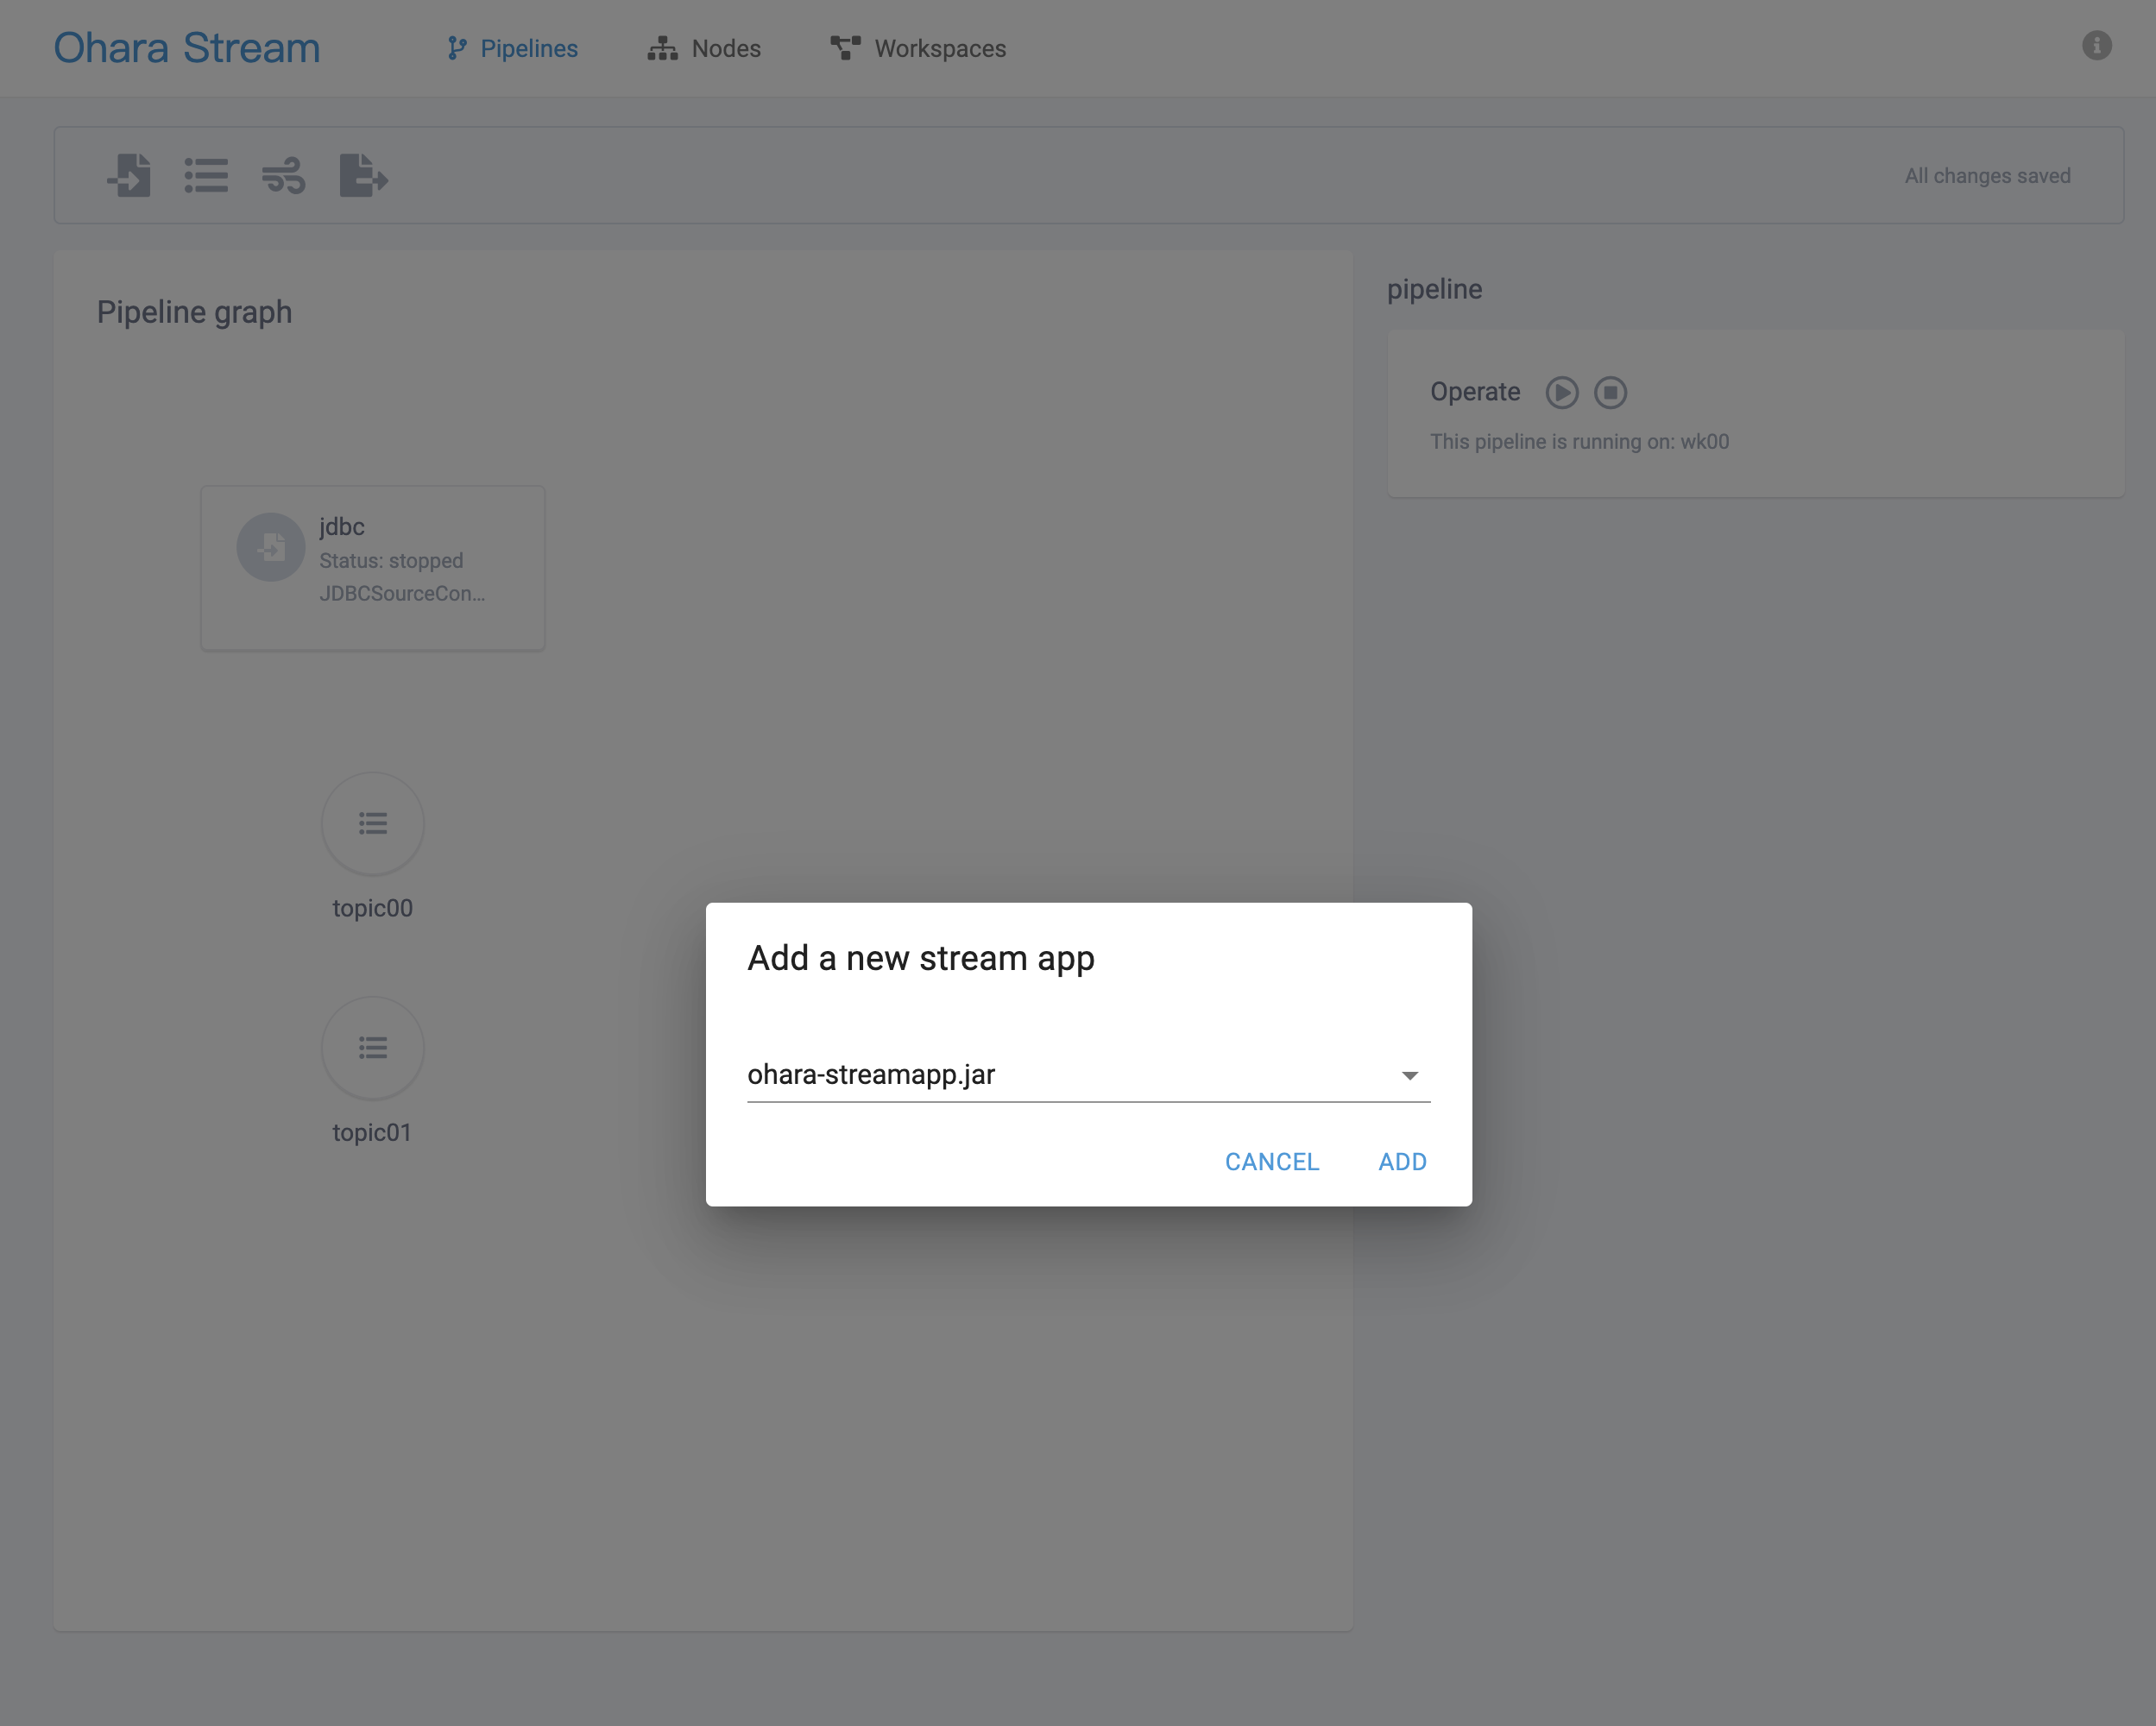 Ohara Stream
Pipelines
Nodes
Workspaces
All changes saved
Pipeline graph
pipeline
Operate
This pipeline is running on: wk00
jdbc
Status: stopped
JDBCSourceCon...
topic00
topic01
Add a new stream app
ohara-streamapp.jar
CANCEL
ADD